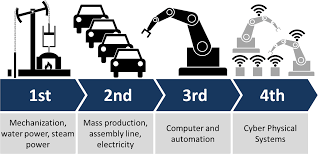 1st
2nd
3rd
4th
Mechanization,
water power, steam
power
Mass production,
assembly line,
electricity
Computer and
automation
Cyber Physical
Systems